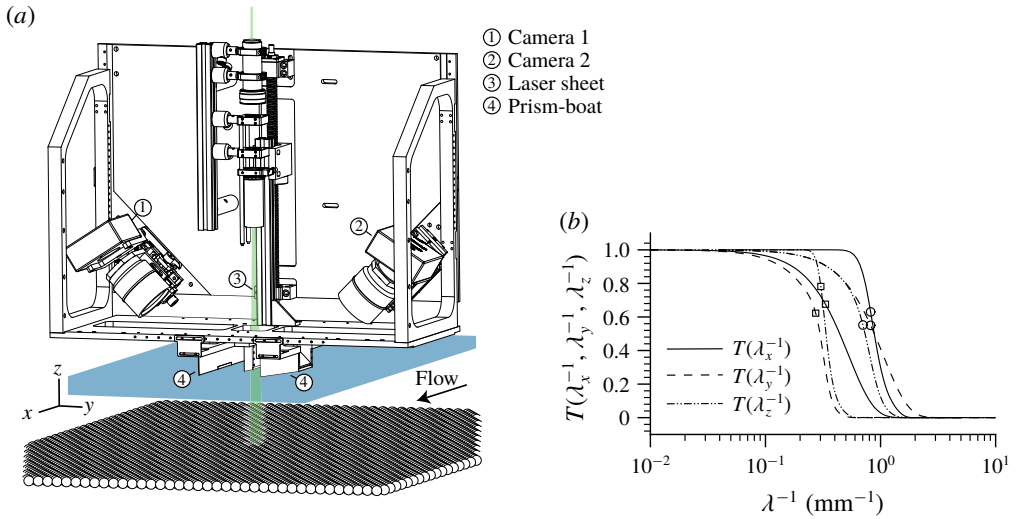 (a)
① Camera 1
② Camera 2
③ Laser sheet
④ Prism-boat
①
②
③
④
④
Flow
z
x
y
(b)
T(λx⁻¹, λy⁻¹, λz⁻¹)
1.0
0.8
0.6
0.4
0.2
0
T(λx⁻¹)
T(λy⁻¹)
T(λz⁻¹)
10⁻²
10⁻¹
10⁰
10¹
λ⁻¹ (mm⁻¹)